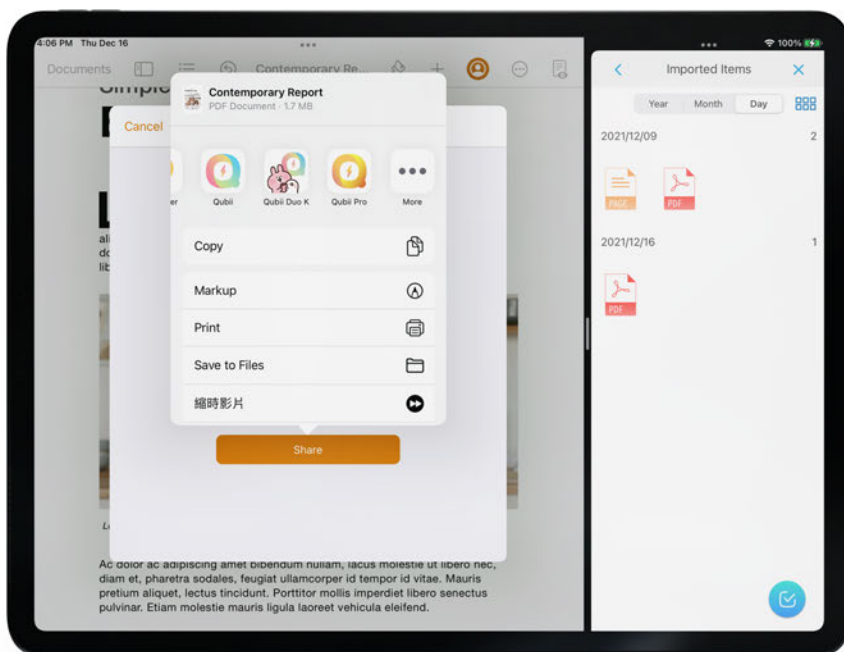 4:06 PM Thu Dec 16
100%
Documents
Contemporary Re...
Simple
Contemporary Report
PDF Document · 1.7 MB
Cancel
er
Qubii
Qubii Duo K
Qubii Pro
More
Copy
Markup
Print
Save to Files
縮時影片
Share
Ac dolor ac adipiscing amet bibendum nullam, lacus molestie ut libero nec,
diam et, pharetra sodales, feugiat ullamcorper id tempor id vitae. Mauris
pretium aliquet, lectus tincidunt. Porttitor mollis imperdiet libero senectus
pulvinar. Etiam molestie mauris ligula laoreet vehicula eleifend.
Imported Items
Year Month Day
2021/12/09 2
PAGE PDF
2021/12/16 1
PDF